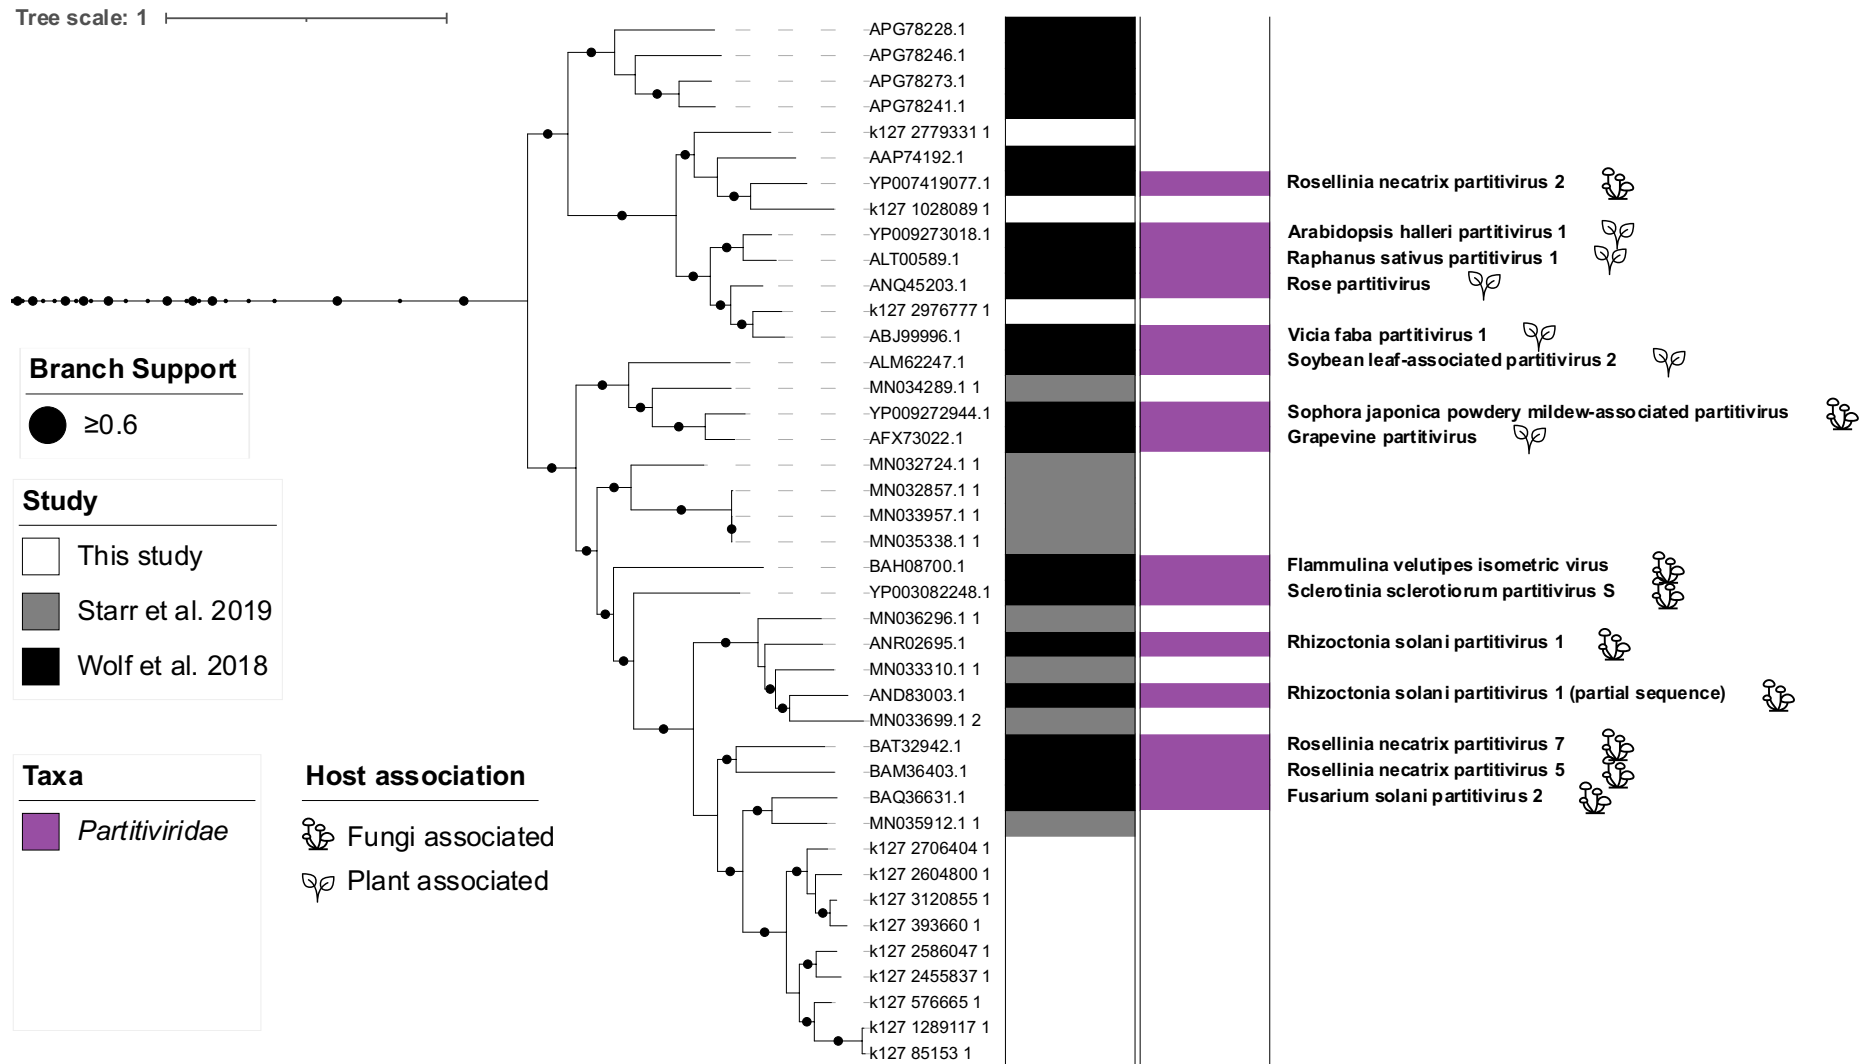 Tree scale: 1
APG78228.1
APG78246.1
APG78273.1
APG78241.1
k127 2779331 1
AAP74192.1
YP007419077.1 Rosellinia necatrix partitivirus 2
k127 1028089 1
YP009273018.1 Arabidopsis halleri partitivirus 1
ALT00589.1 Raphanus sativus partitivirus 1
ANQ45203.1 Rose partitivirus
k127 2976777 1
ABJ99996.1 Vicia faba partitivirus 1
ALM62247.1 Soybean leaf-associated partitivirus 2
MN034289.1 1
YP009272944.1 Sophora japonica powdery mildew-associated partitivirus
AFX73022.1 Grapevine partitivirus
MN032724.1 1
MN032857.1 1
MN033957.1 1
MN035338.1 1
BAH08700.1 Flammulina velutipes isometric virus
YP003082248.1 Sclerotinia sclerotiorum partitivirus S
MN036296.1 1
ANR02695.1 Rhizoctonia solani partitivirus 1
MN033310.1 1
AND83003.1 Rhizoctonia solani partitivirus 1 (partial sequence)
MN033699.1 2
BAT32942.1 Rosellinia necatrix partitivirus 7
BAM36403.1 Rosellinia necatrix partitivirus 5
BAQ36631.1 Fusarium solani partitivirus 2
MN035912.1 1
k127 2706404 1
k127 2604800 1
k127 3120855 1
k127 393660 1
k127 2586047 1
k127 2455837 1
k127 576665 1
k127 1289117 1
k127 85153 1
Branch Support
≥0.6
Study
This study
Starr et al. 2019
Wolf et al. 2018
Taxa
Partitiviridae
Host association
Fungi associated
Plant associated